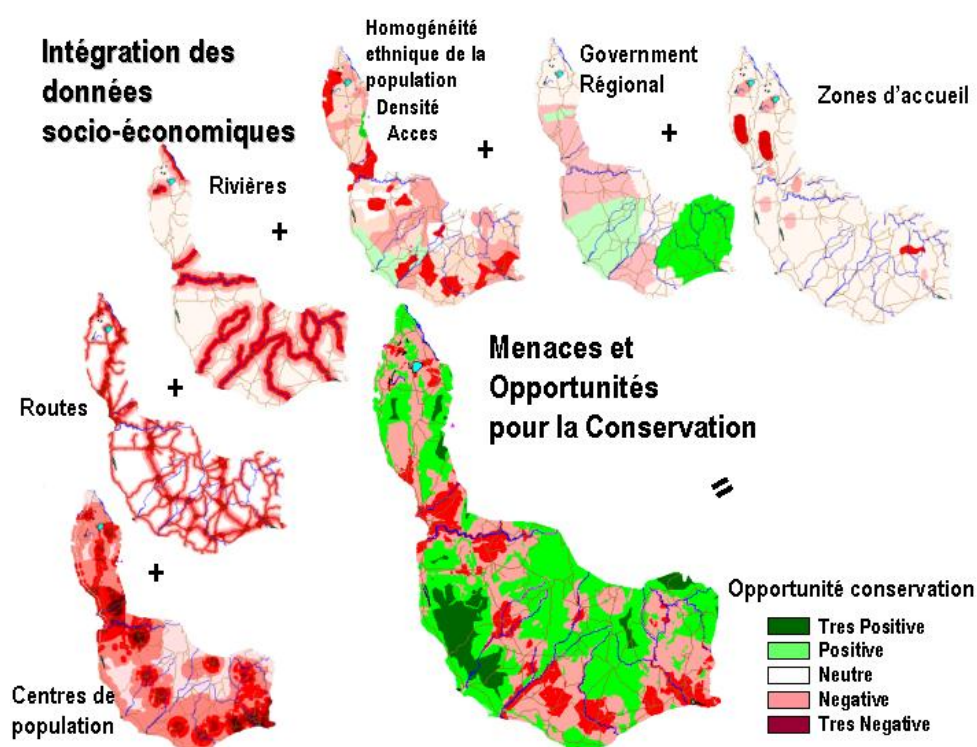 Intégration des
données
socio-économiques
Homogénéité
ethnique de la
population
Densité
Acces
+
Government
Régional
+
Zones d'accueil
Rivières
+
Routes
+
Centres de
population
+
Menaces et
Opportunités
pour la Conservation
=
Opportunité conservation
Tres Positive
Positive
Neutre
Negative
Tres Negative